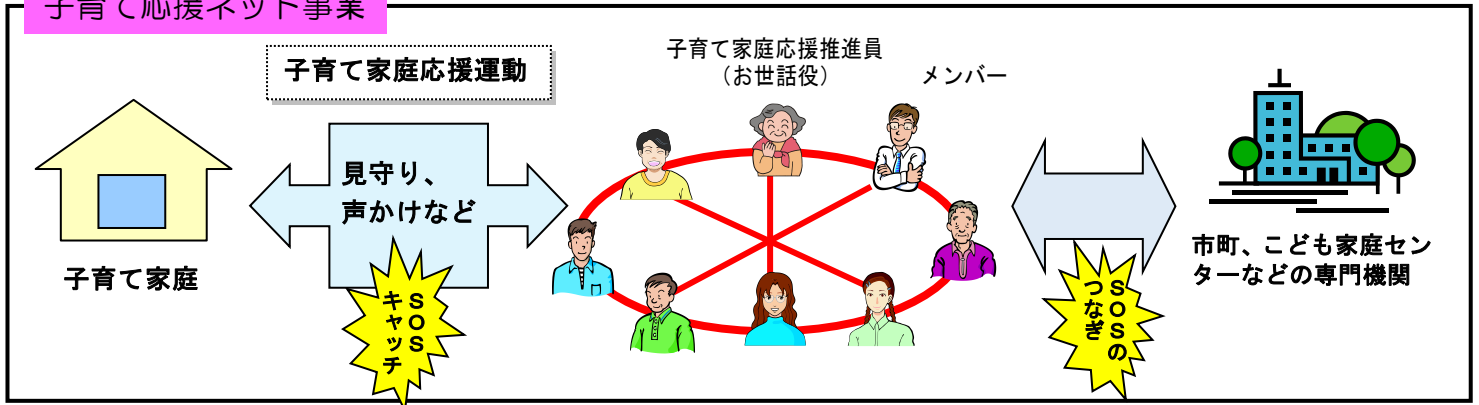 子育て応援ネット事業
子育て家庭応援運動
子育て家庭応援推進員
（お世話役）
メンバー
見守り、
声かけなど
子育て家庭
SOS
キャッチ
SOSの
つなぎ
市町、こども家庭セン
ターなどの専門機関